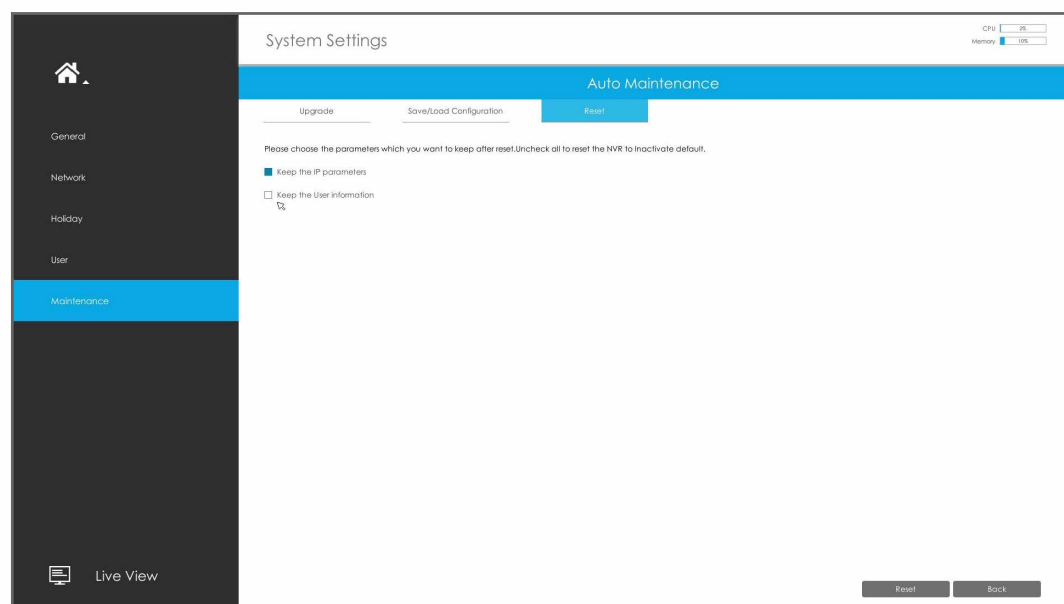 System Settings
CPU 2%
Memory 10%
Auto Maintenance
Upgrade Save/Load Configuration Reset
General
Network
Holiday
User
Maintenance
Please choose the parameters which you want to keep after reset.Uncheck all to reset the NVR to Inactivate default.
Keep the IP parameters
Keep the User information
Live View
Reset Back